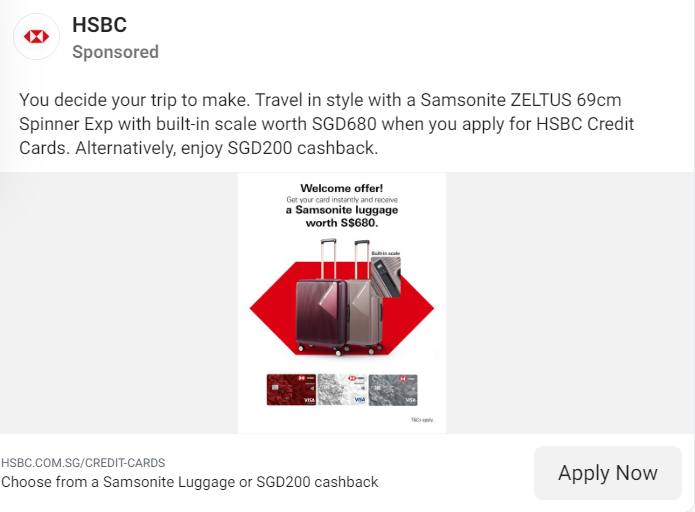 HSBC
Sponsored
You decide your trip to make. Travel in style with a Samsonite ZELTUS 69cm
Spinner Exp with built-in scale worth SGD680 when you apply for HSBC Credit
Cards. Alternatively, enjoy SGD200 cashback.
Welcome offer!
Get your card instantly and receive
a Samsonite luggage
worth S$680.
Built-in scale
VISA
VISA
VISA
T&Cs apply.
HSBC.COM.SG/CREDIT-CARDS
Choose from a Samsonite Luggage or SGD200 cashback
Apply Now